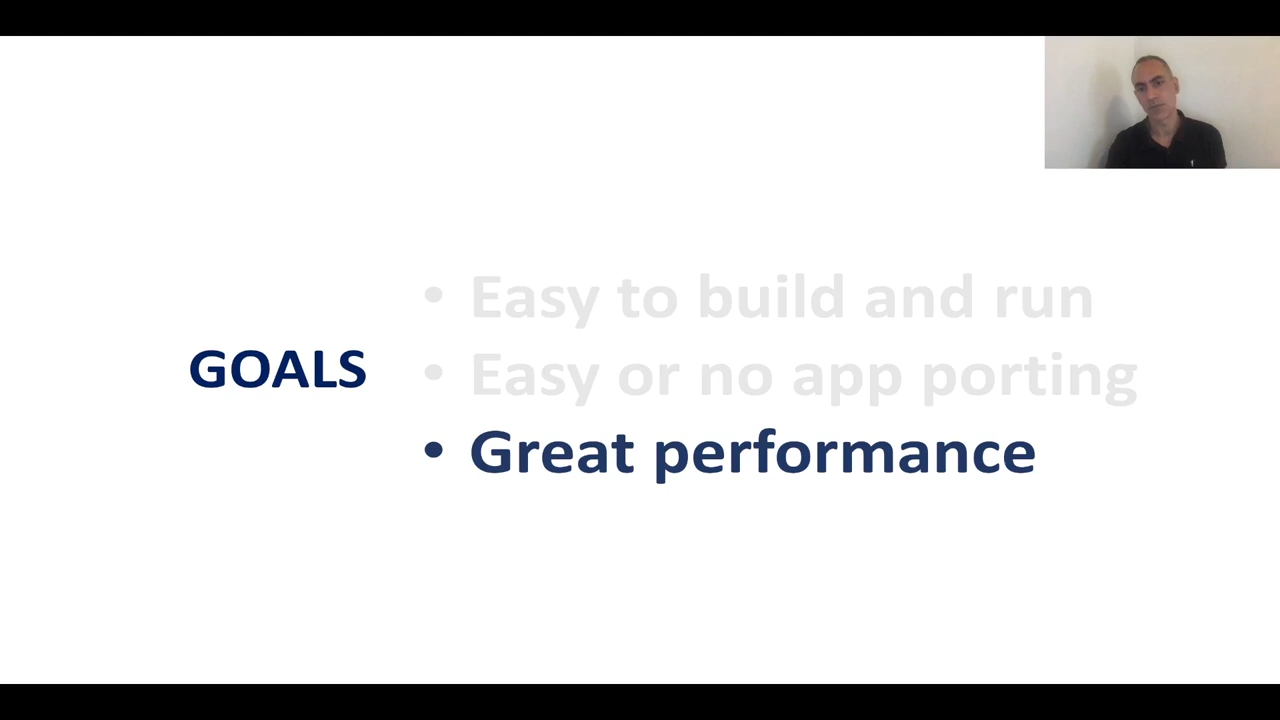 • Easy to build and run
GOALS
• Easy or no app porting
• Great performance